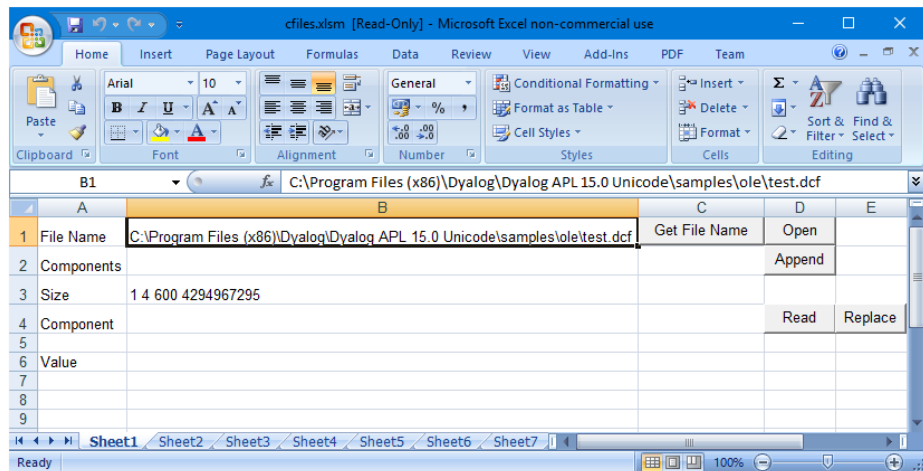 cfiles.xlsm [Read-Only] - Microsoft Excel non-commercial use
Home Insert Page Layout Formulas Data Review View Add-Ins PDF Team
Paste
Clipboard
Arial 10
B I U A A
A
Font
Alignment
General
% ,
.0 .00 .00 .0
Number
Conditional Formatting
Format as Table
Cell Styles
Styles
Insert
Delete
Format
Cells
Σ
Sort & Filter
Find & Select
Editing
B1 fx C:\Program Files (x86)\Dyalog\Dyalog APL 15.0 Unicode\samples\ole\test.dcf
A B C D E
1 File Name C:\Program Files (x86)\Dyalog\Dyalog APL 15.0 Unicode\samples\ole\test.dcf Get File Name Open
2 Components Append
3 Size 1 4 600 4294967295
4 Component Read Replace
5
6 Value
7
8
9
Sheet1 Sheet2 Sheet3 Sheet4 Sheet5 Sheet6 Sheet7
Ready 100%